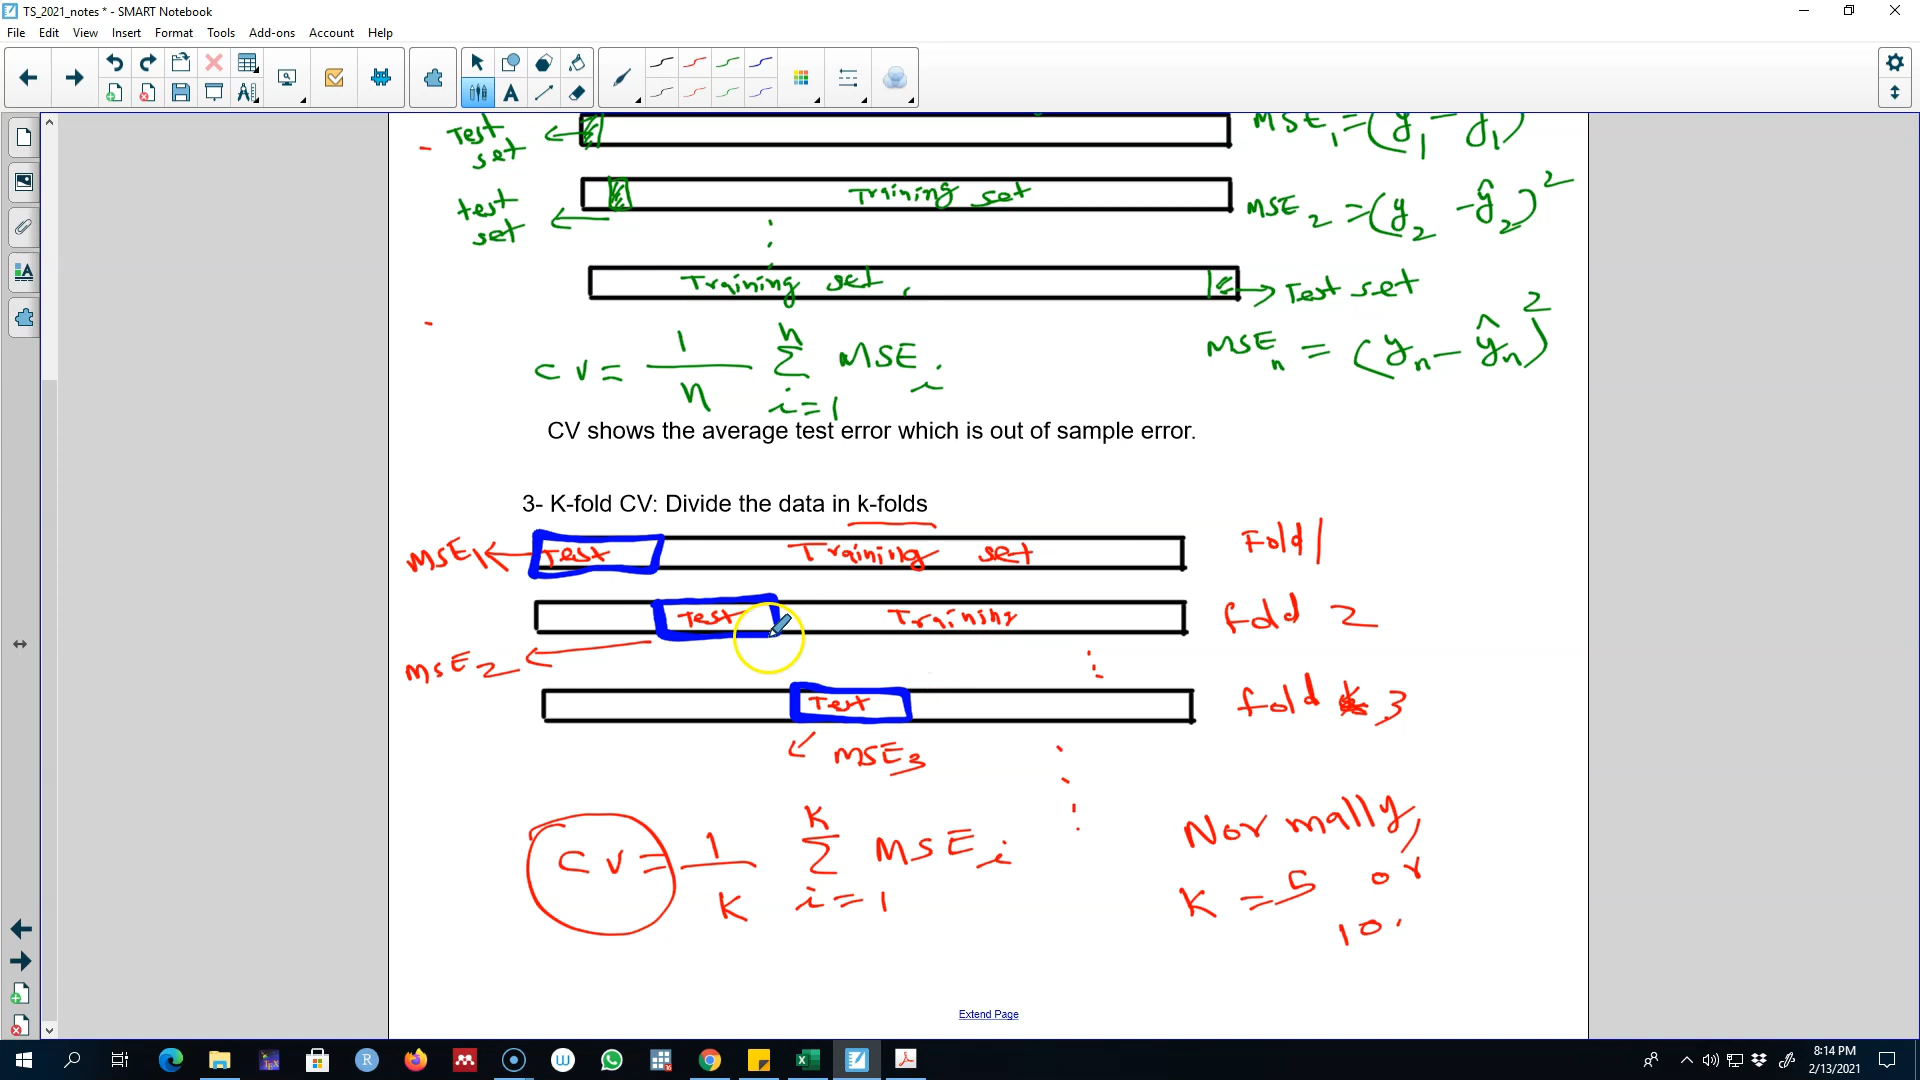 TS_2021_notes * - SMART Notebook
File Edit View Insert Format Tools Add-ons Account Help
Test set
MSE1 = (y1 - ŷ1)
test set
Training set
MSE2 = (y2 - ŷ2)²
Training set
Test set
MSEn = (yn - ŷn)²
CV = 1/n Σ i=1 n MSEi
CV shows the average test error which is out of sample error.
3- K-fold CV: Divide the data in k-folds
MSE1
Test
Training set
Fold 1
Test
Training
fold 2
MSE2
Test
fold 3
MSE3
CV = 1/K Σ i=1 K MSEi
Normally,
K = 5 or
10.
Extend Page
8:14 PM
2/13/2021